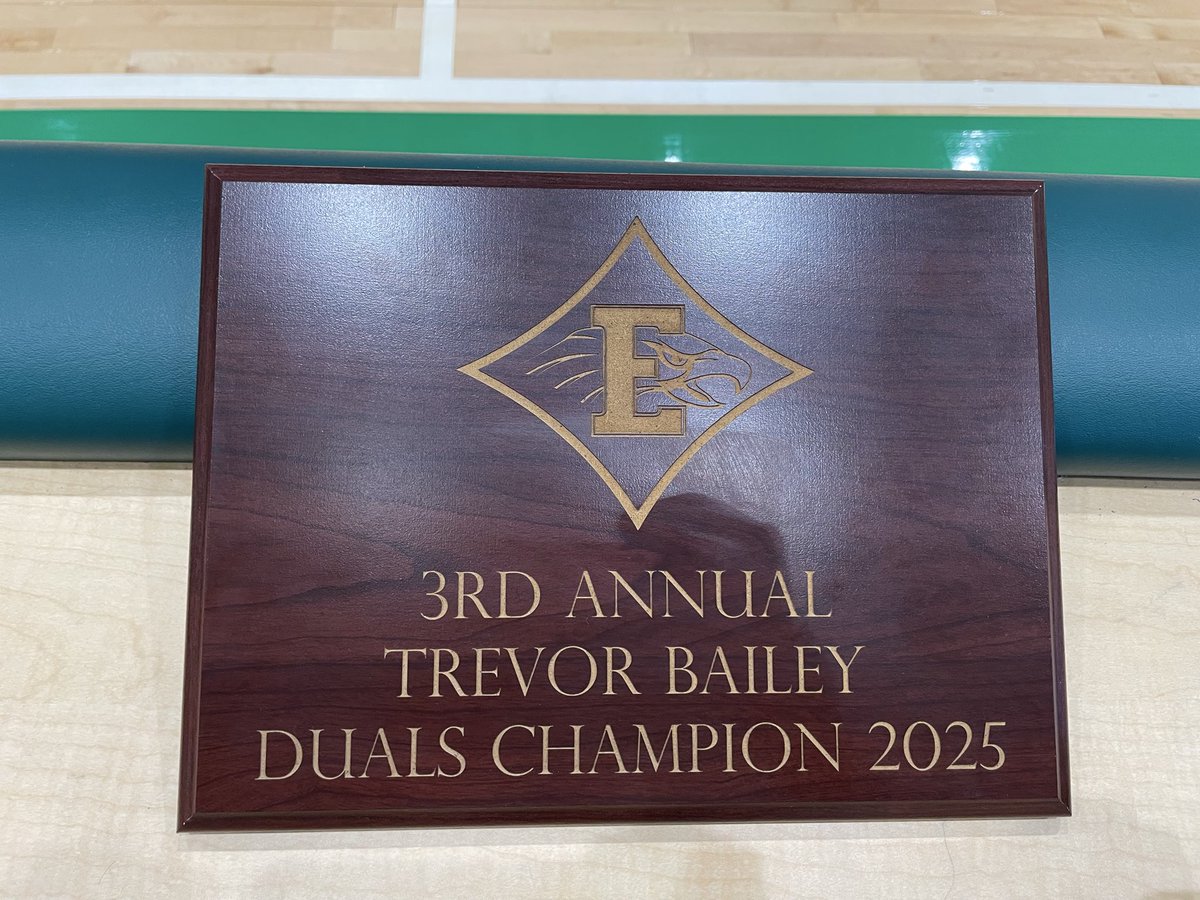 E
3RD ANNUAL
TREVOR BAILEY
DUALS CHAMPION 2025